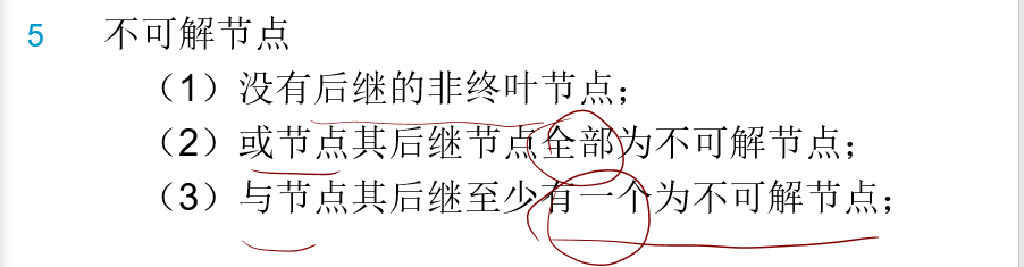 5 不可解节点
（1）没有后继的非终叶节点；
（2）或节点其后继节点全部为不可解节点；
（3）与节点其后继至少有一个为不可解节点；